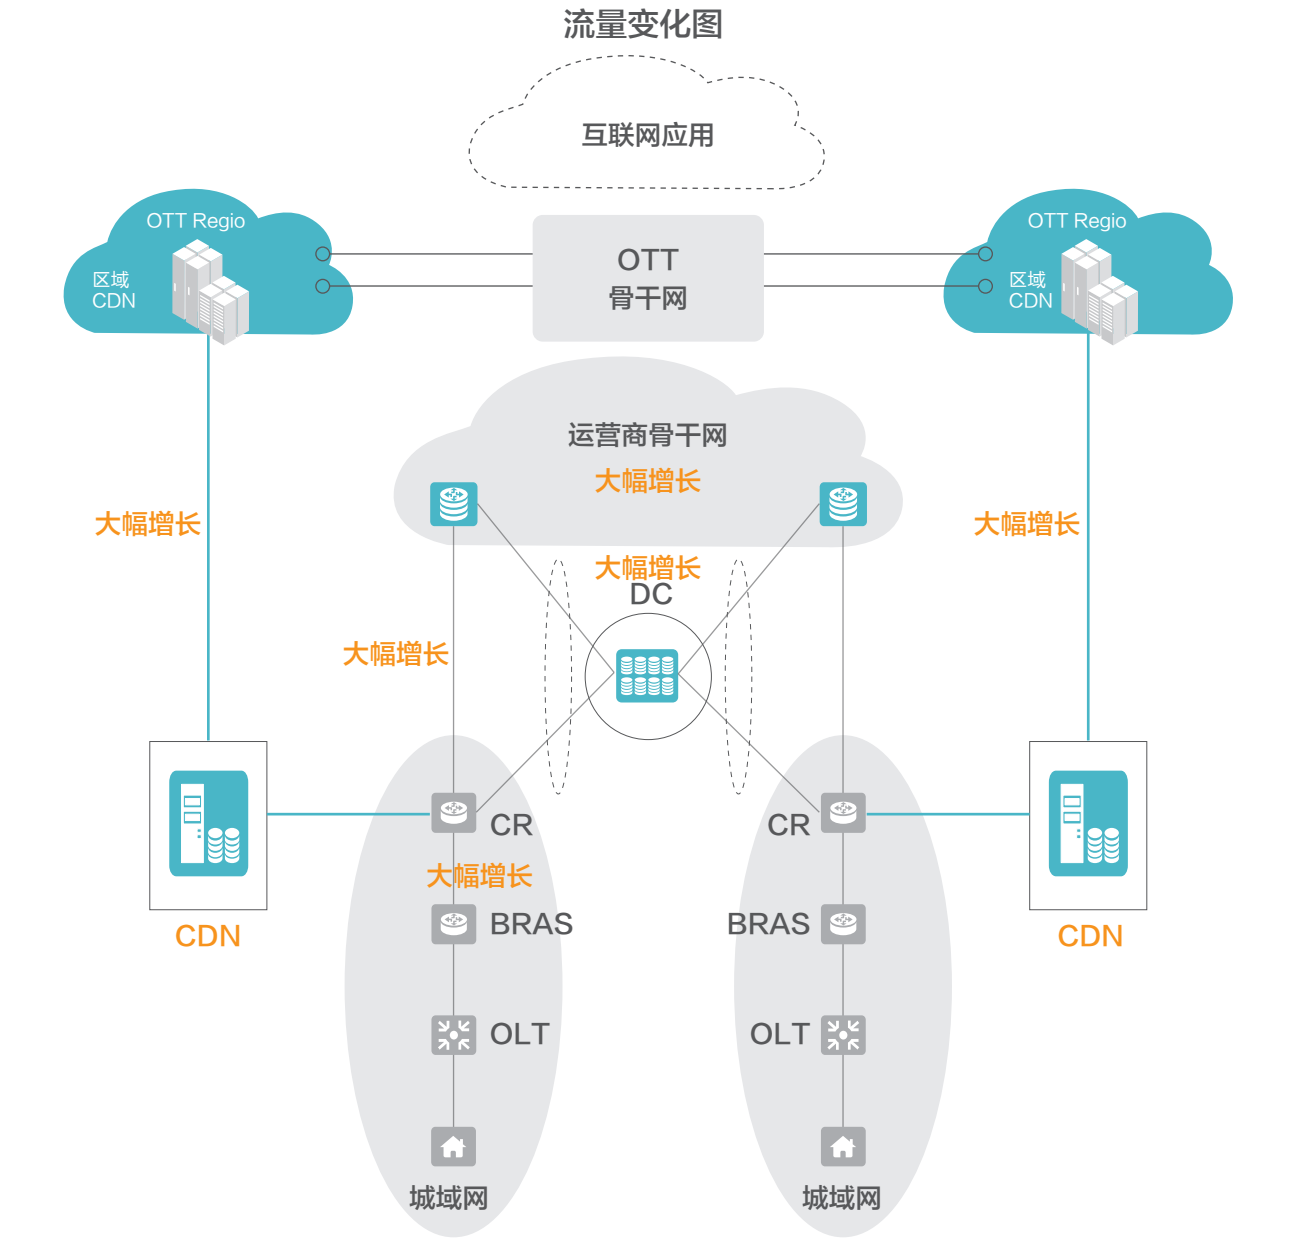 流量变化图
互联网应用
OTT Regio
区域
CDN
OTT
骨干网
OTT Regio
区域
CDN
运营商骨干网
大幅增长
大幅增长
大幅增长
大幅增长
DC
大幅增长
CR
CR
大幅增长
BRAS
BRAS
CDN
CDN
OLT
OLT
城域网
城域网